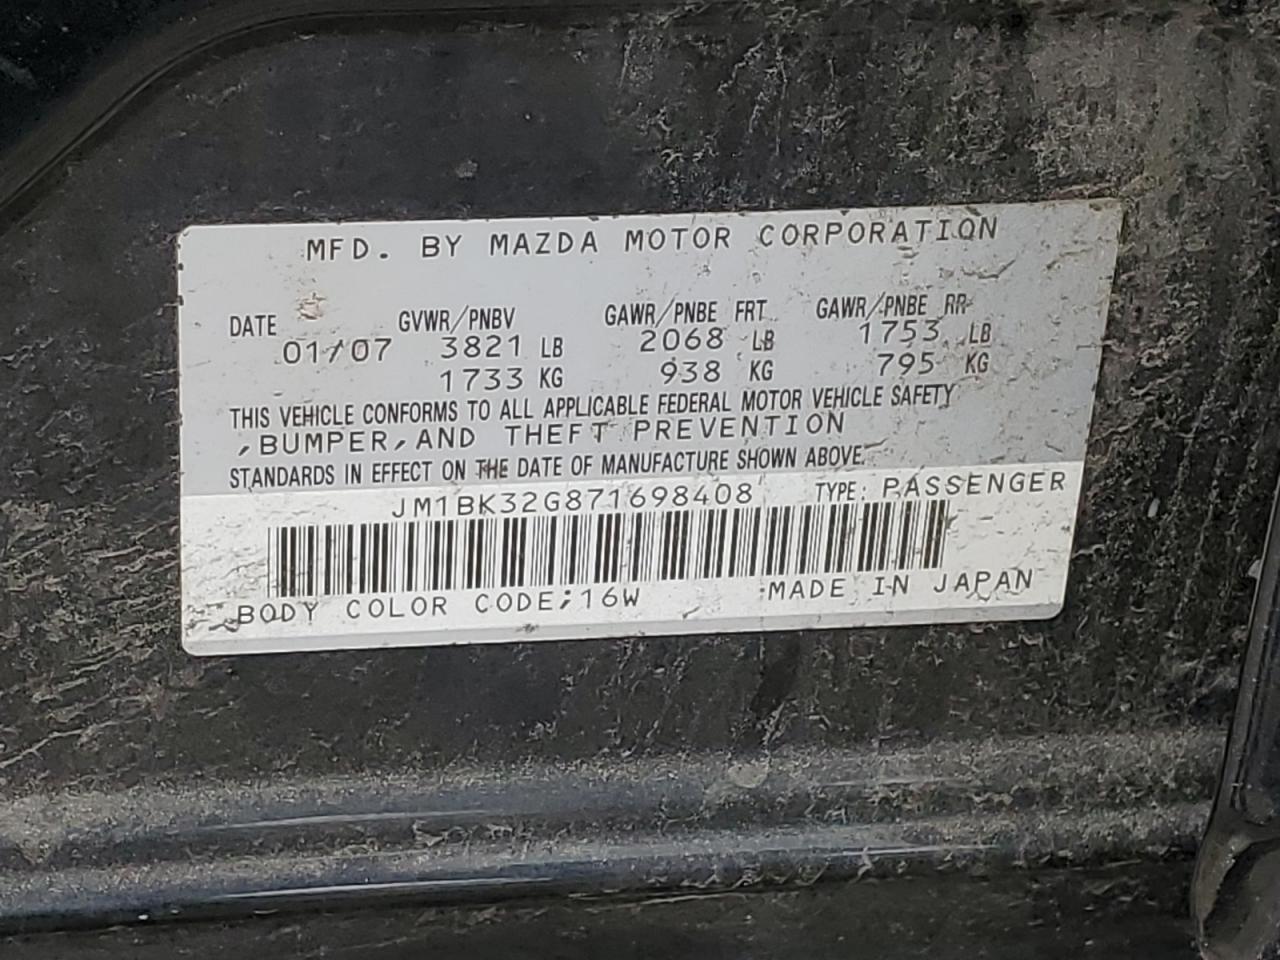 MFD. BY MAZDA MOTOR CORPORATION
DATE GVWR/PNBV GAWR/PNBE FRT GAWR/PNBE RR
01/07 3821 LB 2068 LB 1753 LB
1733 KG 938 KG 795 KG
THIS VEHICLE CONFORMS TO ALL APPLICABLE FEDERAL MOTOR VEHICLE SAFETY
,BUMPER,AND THEFT PREVENTION
STANDARDS IN EFFECT ON THE DATE OF MANUFACTURE SHOWN ABOVE.
JM1BK32G871698408 TYPE: PASSENGER
BODY COLOR CODE;16W MADE IN JAPAN